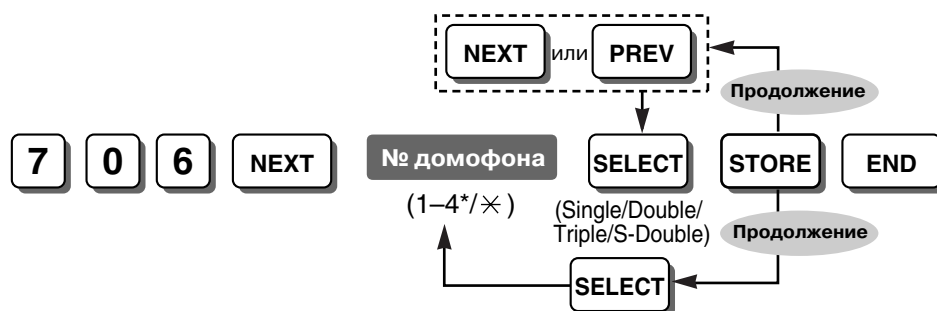 NEXT или PREV
Продолжение
7 0 6 NEXT № домофона SELECT STORE END
(1–4*/✳)
(Single/Double/
Triple/S-Double)
Продолжение
SELECT